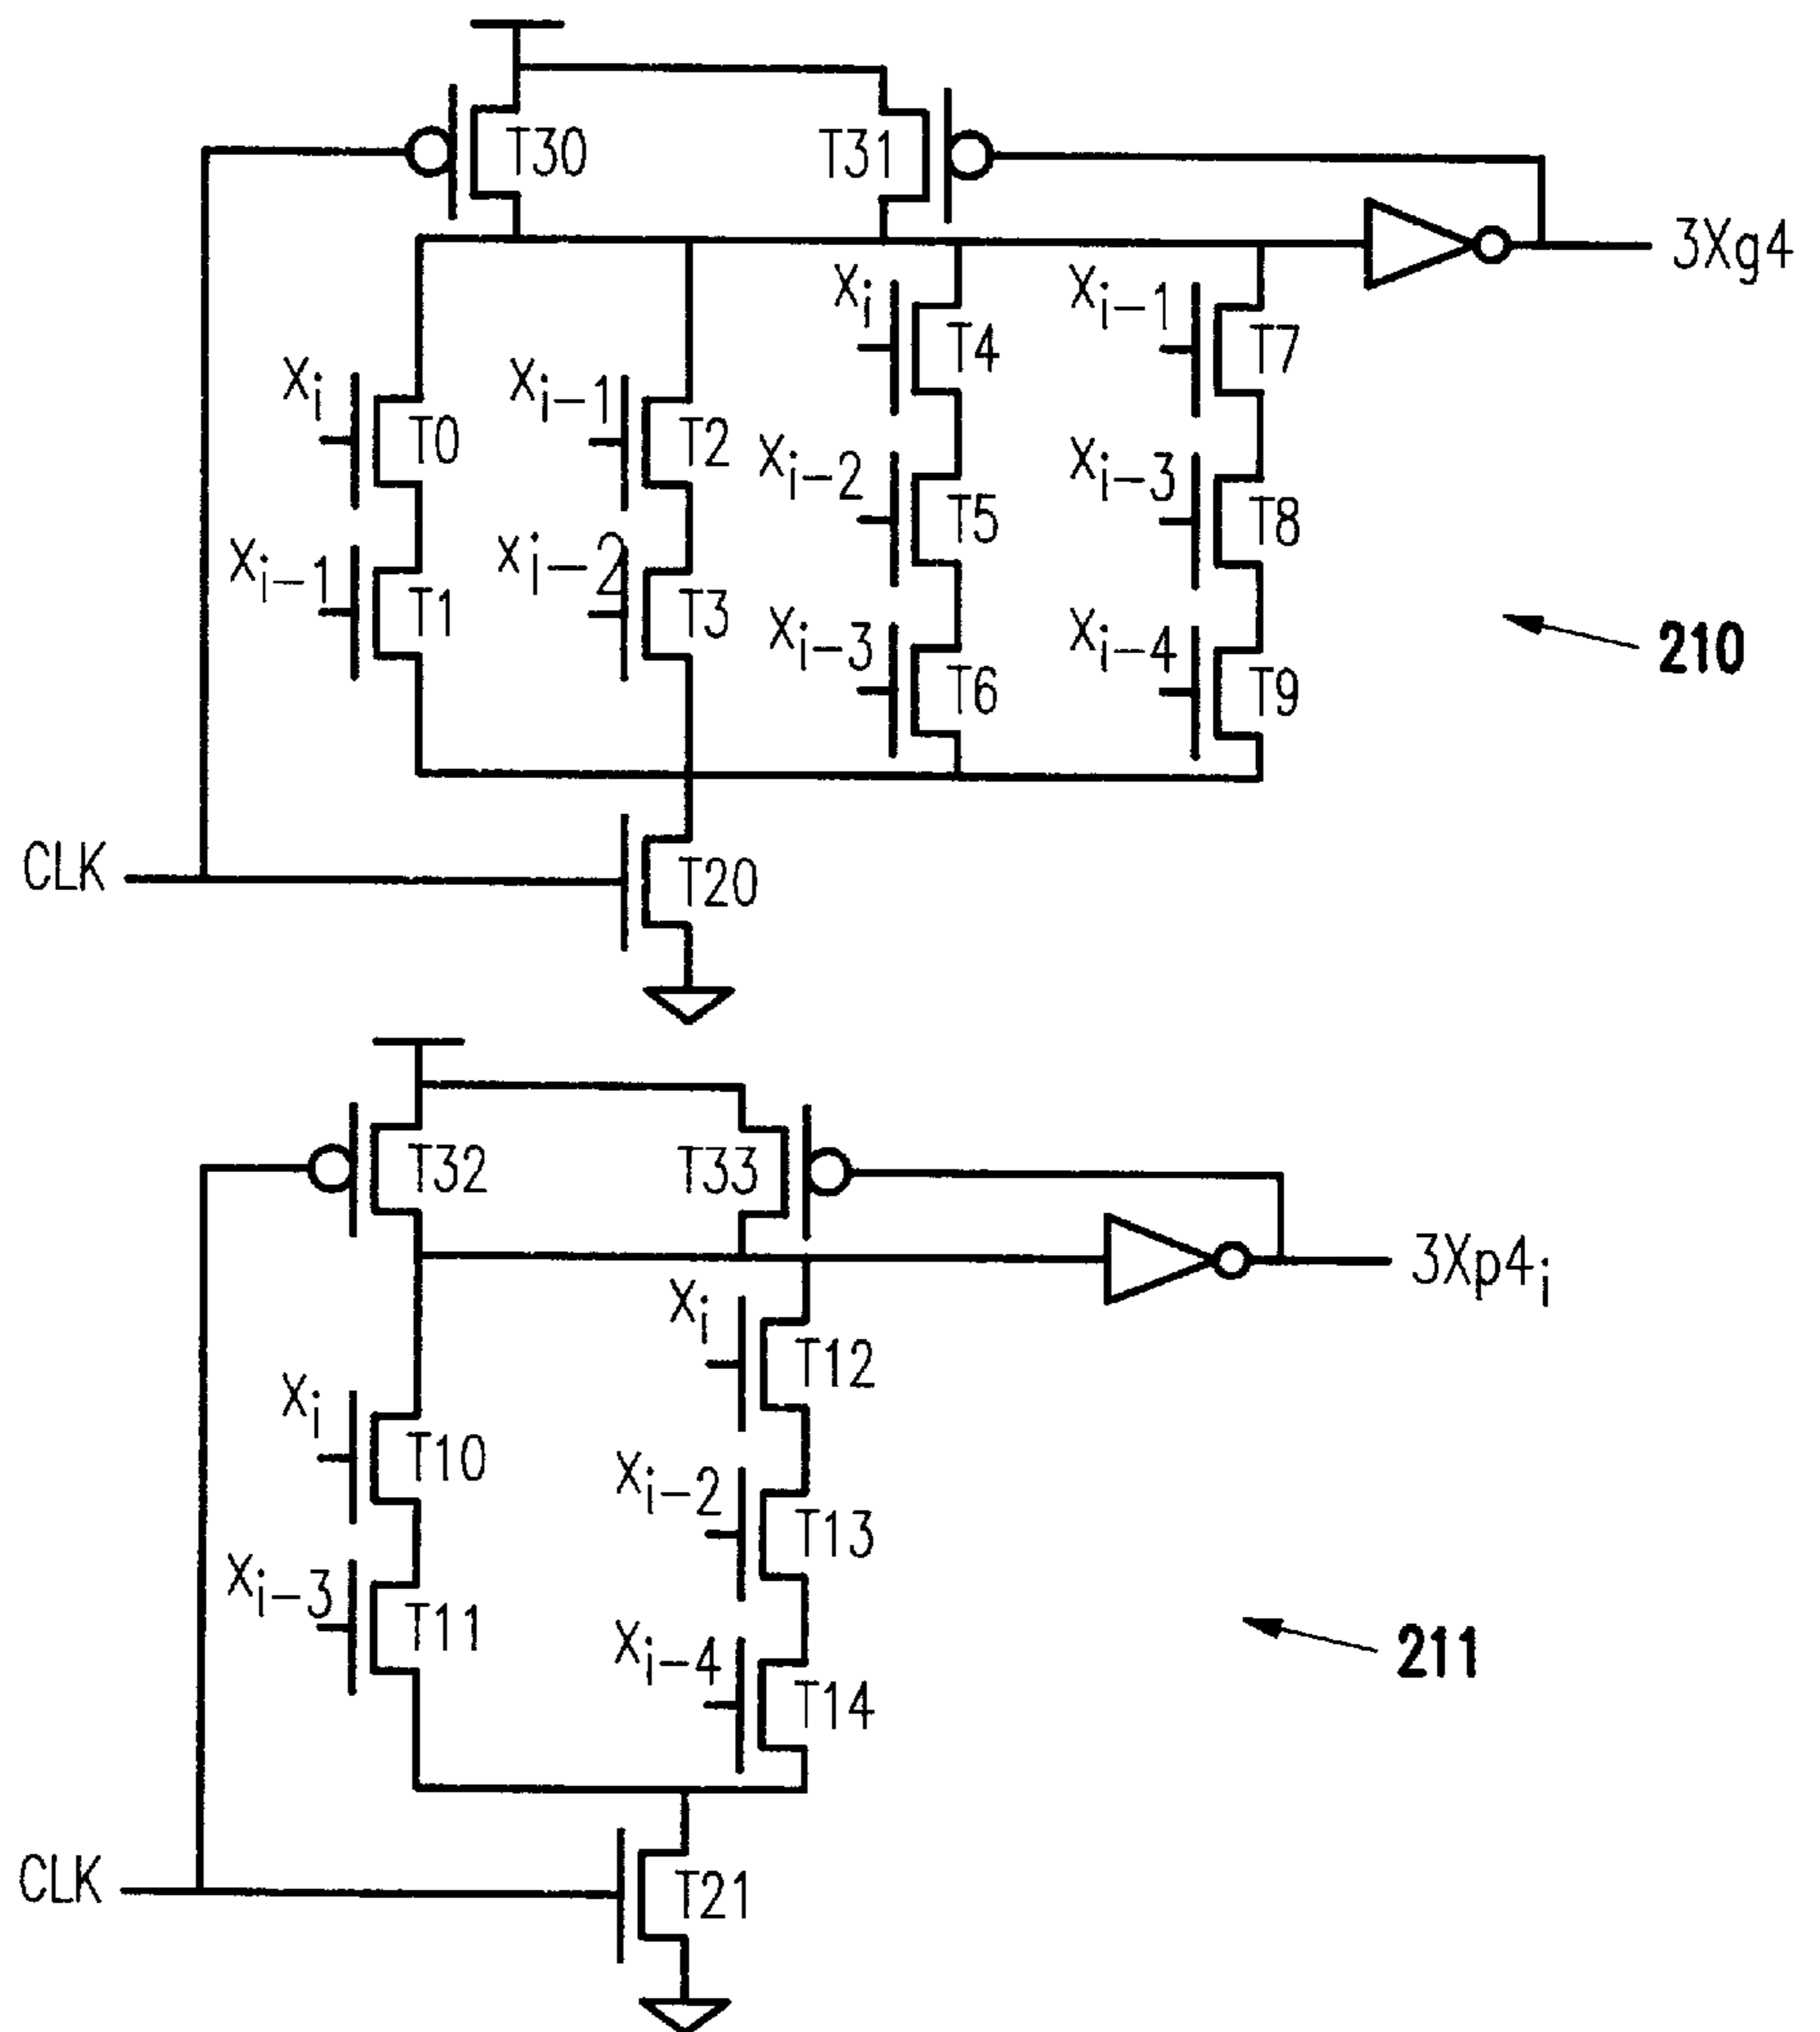 T30
T31
3Xg4
Xi
Xi-1
Xi
T4
T7
Xi-1
T0
T2
Xi-2
Xi-3
T5
T8
Xi-1
Xi-2
T1
T3
Xi-3
Xi-4
T6
T9
210
CLK
T20
T32
T33
3Xp4i
Xi
T12
Xi
T10
Xi-2
T13
Xi-3
T11
Xi-4
T14
211
CLK
T21